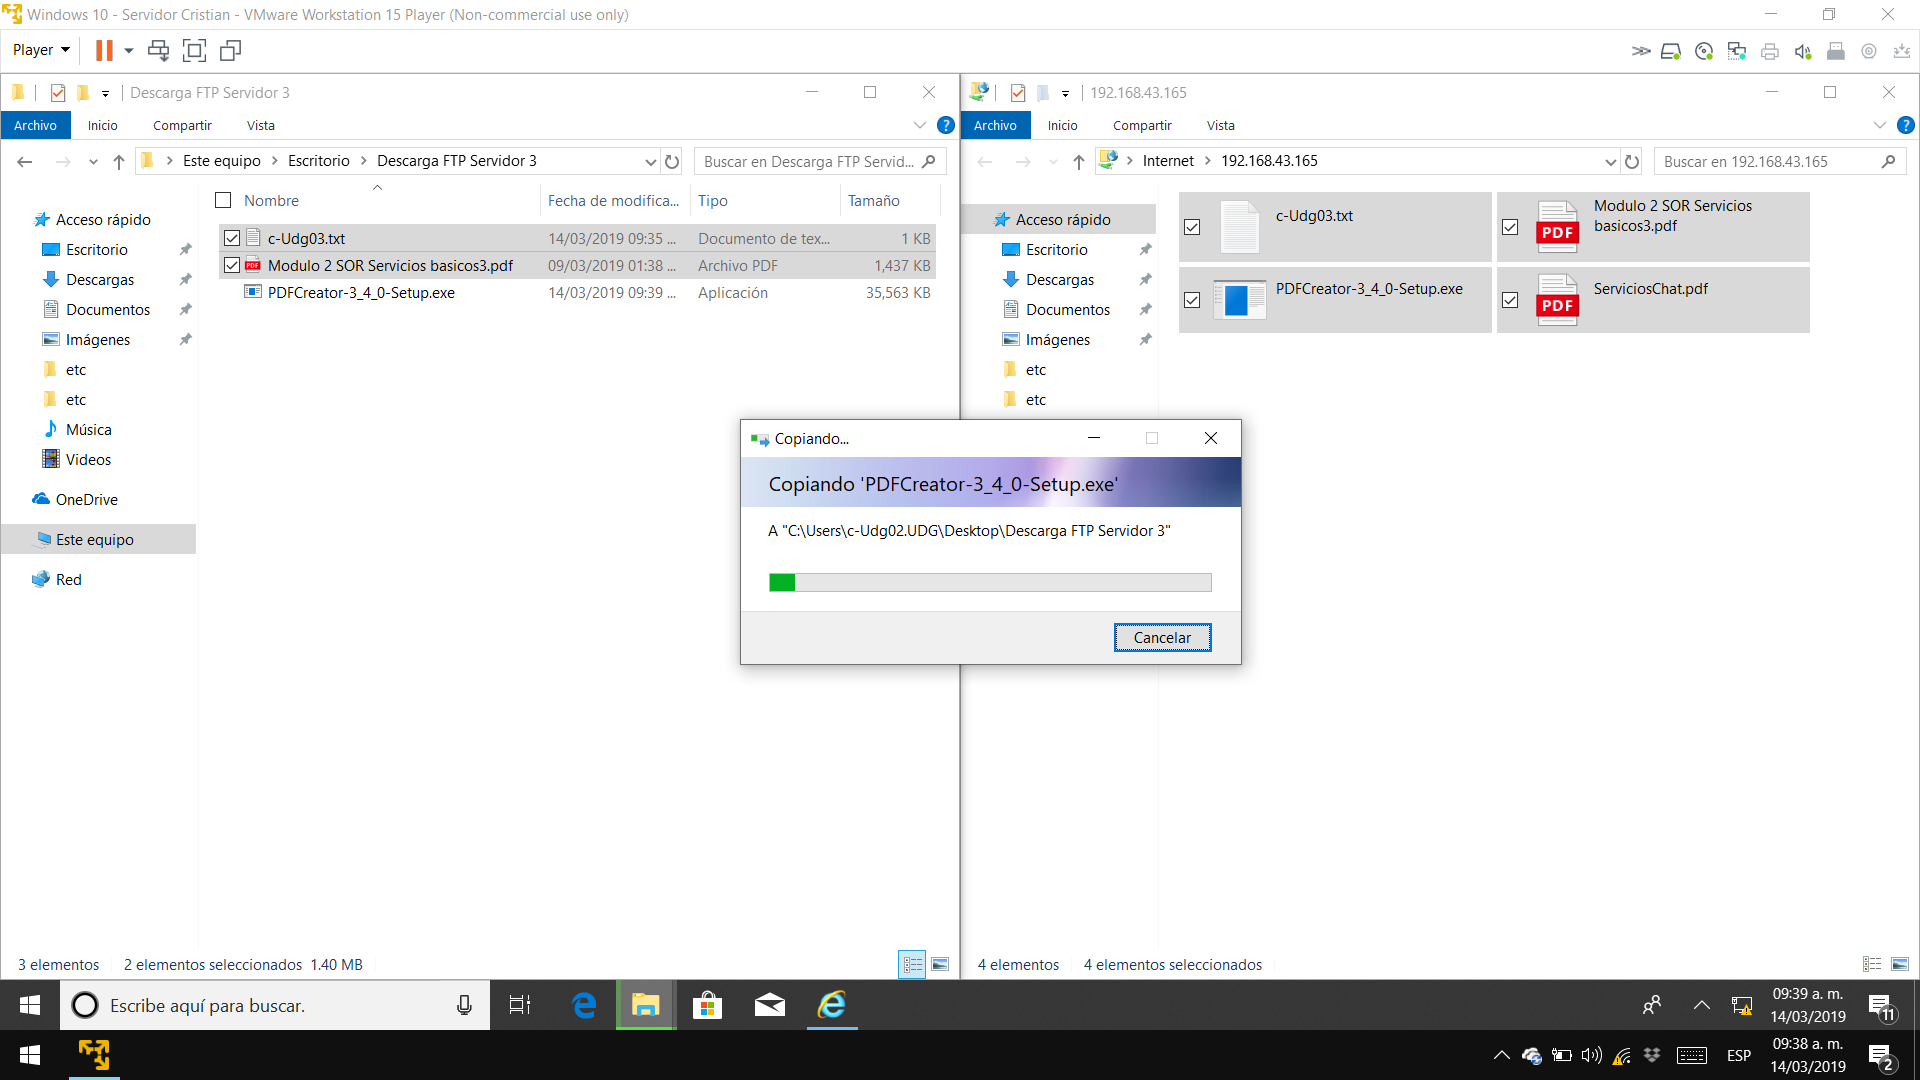 Windows 10 - Servidor Cristian - VMware Workstation 15 Player (Non-commercial use only)
Player
Descarga FTP Servidor 3
Archivo Inicio Compartir Vista
Este equipo > Escritorio > Descarga FTP Servidor 3
Buscar en Descarga FTP Servid...
Nombre Fecha de modifica... Tipo Tamaño
c-Udg03.txt 14/03/2019 09:35 ... Documento de tex... 1 KB
Modulo 2 SOR Servicios basicos3.pdf 09/03/2019 01:38 ... Archivo PDF 1,437 KB
PDFCreator-3_4_0-Setup.exe 14/03/2019 09:39 ... Aplicación 35,563 KB
Acceso rápido
Escritorio
Descargas
Documentos
Imágenes
etc
etc
Música
Videos
OneDrive
Este equipo
Red
3 elementos 2 elementos seleccionados 1.40 MB
192.168.43.165
Archivo Inicio Compartir Vista
Internet > 192.168.43.165
Buscar en 192.168.43.165
Acceso rápido
Escritorio
Descargas
Documentos
Imágenes
etc
etc
c-Udg03.txt
PDF
Modulo 2 SOR Servicios
basicos3.pdf
PDFCreator-3_4_0-Setup.exe
PDF
ServiciosChat.pdf
4 elementos 4 elementos seleccionados
Copiando...
Copiando 'PDFCreator-3_4_0-Setup.exe'
A "C:\Users\c-Udg02.UDG\Desktop\Descarga FTP Servidor 3"
Cancelar
Escribe aquí para buscar.
09:39 a. m.
14/03/2019
11
ESP
09:38 a. m.
14/03/2019
2